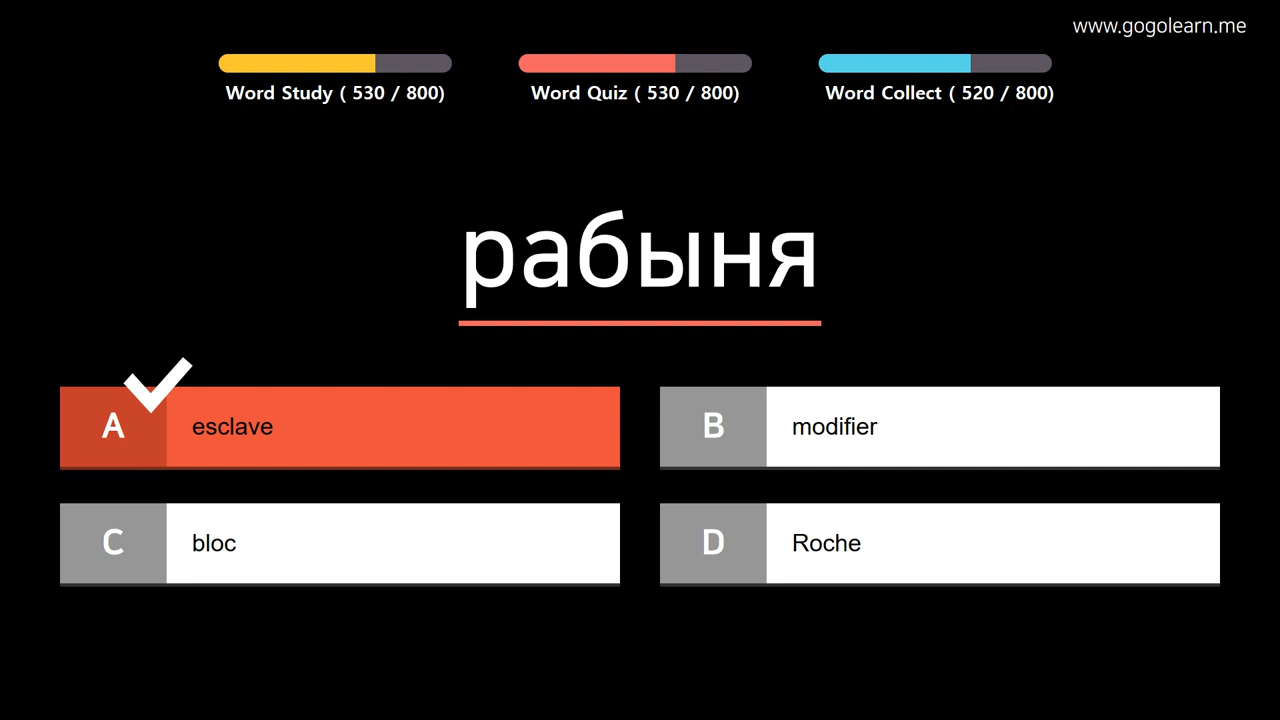 www.gogolearn.me
Word Study ( 530 / 800)
Word Quiz ( 530 / 800)
Word Collect ( 520 / 800)
рабыня
A esclave
B modifier
C bloc
D Roche